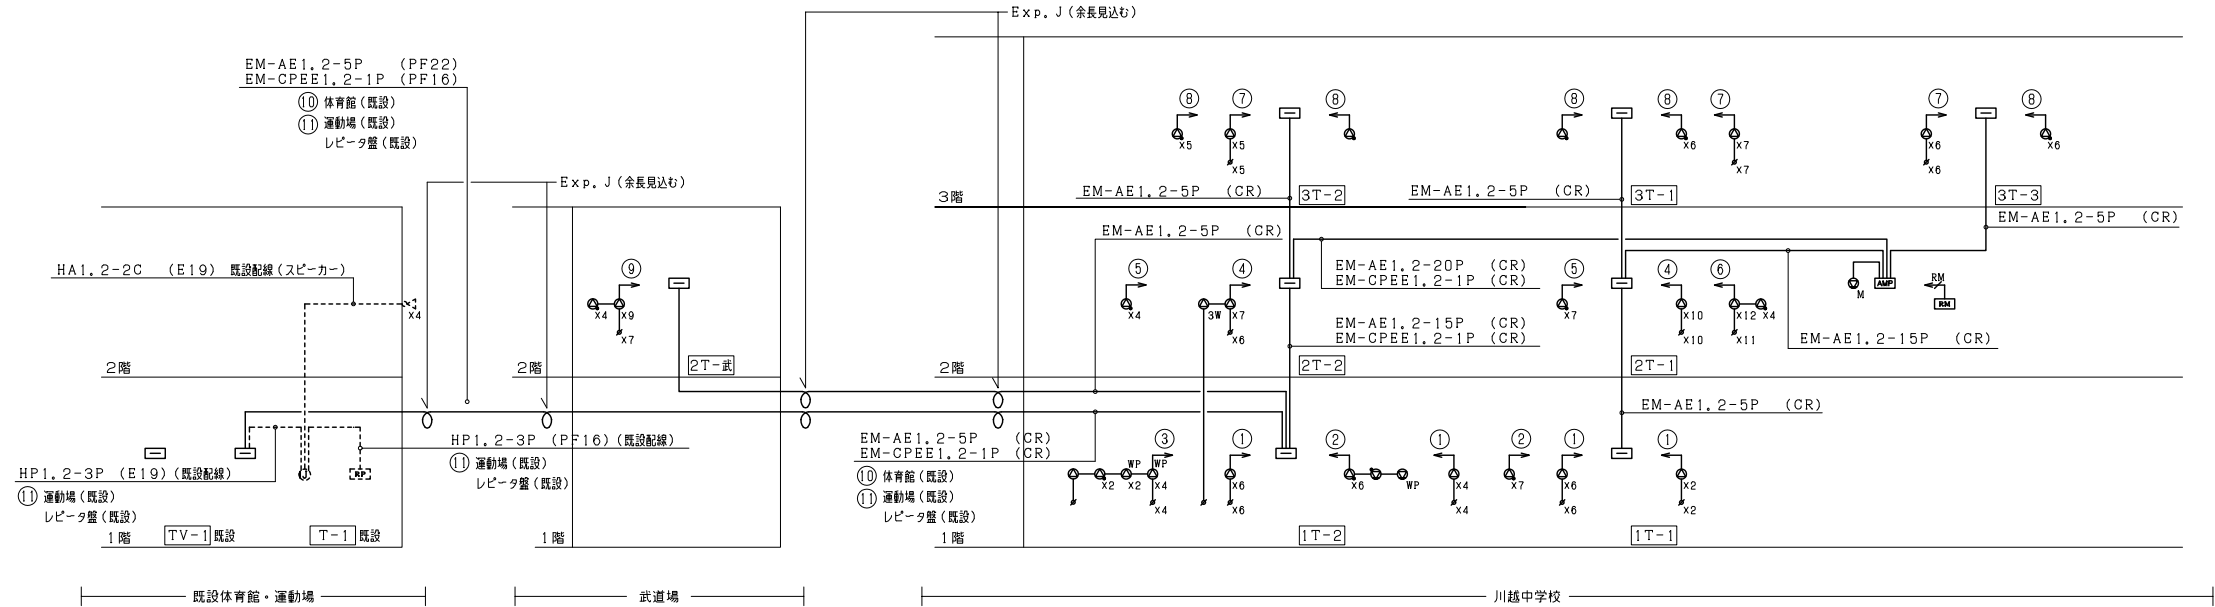 Exp. J (余長見込む)
EM-AE1.2-5P (PF22)
EM-CPEE1.2-1P (PF16)
⑩ 体育館(既設)
⑪ 運動場(既設)
レピータ盤(既設)
⑧ ⑦ ⑧ ⑧ ⑧ ⑦ ⑦ ⑧
X5 X5 X6 X7 X6 X6
X5 X7 X6
Exp. J (余長見込む)
EM-AE1.2-5P (CR)
3T-2
EM-AE1.2-5P (CR)
3T-1
3T-3
3階
EM-AE1.2-5P (CR)
EM-AE1.2-5P (CR)
HA1.2-2C (E19) 既設配線(スピーカー)
⑨ ⑤ ④ ⑤ ④ ⑥
EM-AE1.2-20P (CR)
EM-CPEE1.2-1P (CR)
M AMP RM
RM
X4 X4 X9 X4 3W X7 X7 X10 X12 X4
X7 X6 X10 X11
EM-AE1.2-15P (CR)
EM-CPEE1.2-1P (CR)
EM-AE1.2-15P (CR)
2階
2階
2T-武
2階
2T-2
2T-1
EM-AE1.2-5P (CR)
HP1.2-3P (PF16) (既設配線)
⑪ 運動場(既設)
レピータ盤(既設)
EM-AE1.2-5P (CR)
EM-CPEE1.2-1P (CR)
⑩ 体育館(既設)
⑪ 運動場(既設)
レピータ盤(既設)
③ ① ② ① ② ① ①
WP WP
X2 X2 X4 X6 X6 WP X4 X7 X6 X2
X4 X6 X4 X6 X2
HP1.2-3P (E19) (既設配線)
RP
⑪ 運動場(既設)
レピータ盤(既設)
1階
TV-1 既設
T-1 既設
1階
1階
1T-2
1T-1
既設体育館・運動場
武道場
川越中学校